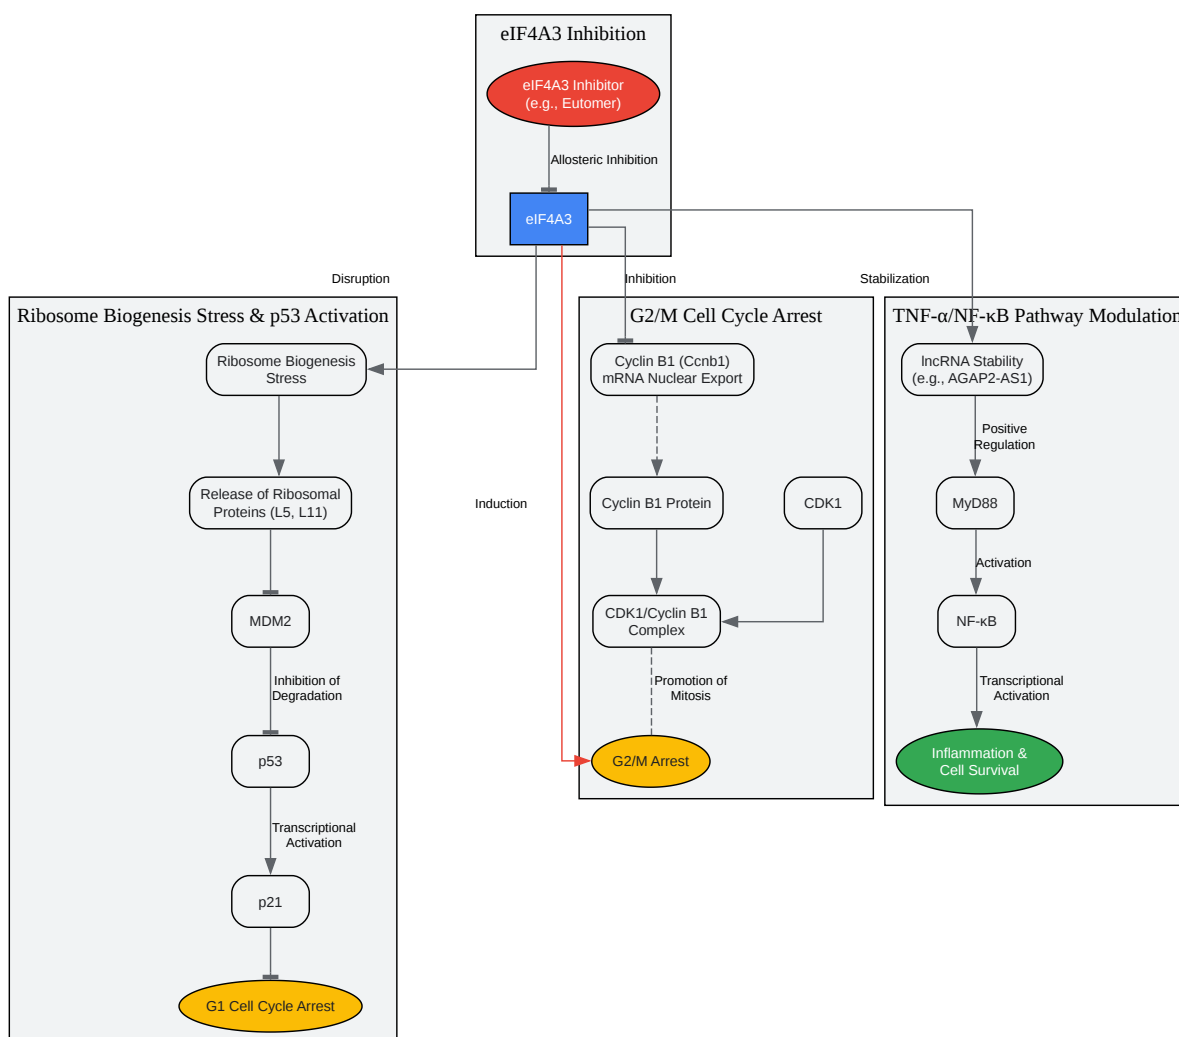 eIF4A3 Inhibition
eIF4A3 Inhibitor
(e.g., Eutomer)
Allosteric Inhibition
eIF4A3
Disruption
Inhibition
Stabilization
Ribosome Biogenesis Stress & p53 Activation
Ribosome Biogenesis
Stress
Release of Ribosomal
Proteins (L5, L11)
MDM2
Inhibition of
Degradation
p53
Transcriptional
Activation
p21
G1 Cell Cycle Arrest
Induction
G2/M Cell Cycle Arrest
Cyclin B1 (Ccnb1)
mRNA Nuclear Export
Cyclin B1 Protein
CDK1
CDK1/Cyclin B1
Complex
Promotion of
Mitosis
G2/M Arrest
TNF-α/NF-κB Pathway Modulation
lncRNA Stability
(e.g., AGAP2-AS1)
Positive
Regulation
MyD88
Activation
NF-κB
Transcriptional
Activation
Inflammation &
Cell Survival